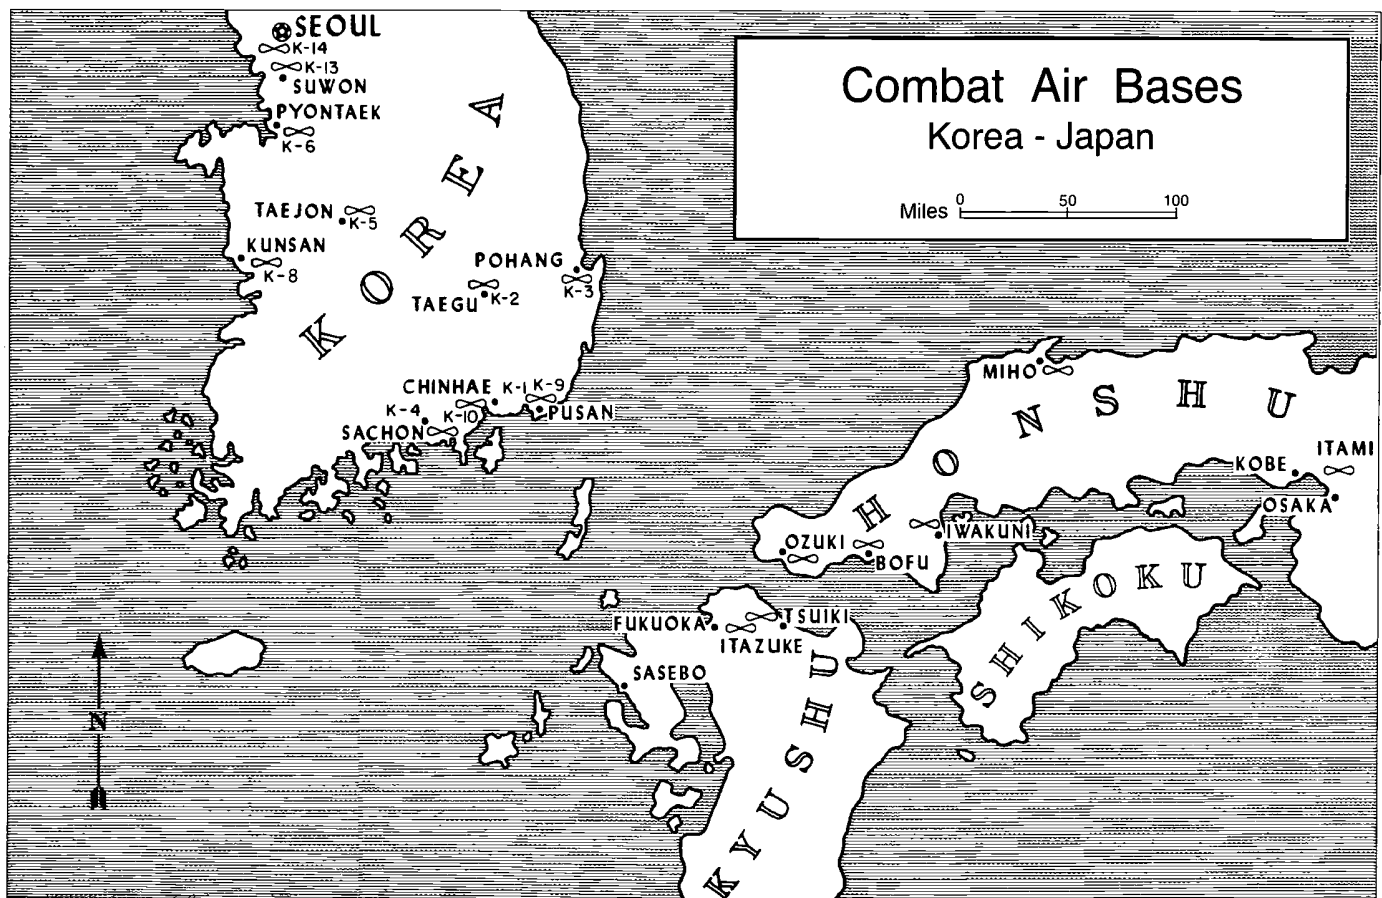 Combat Air Bases
Korea - Japan
Miles 0 50 100
SEOUL
K-14
K-13
SUWON
PYONTAEK
K-6
TAEJON
K-5
KUNSAN
K-8
POHANG
K-3
TAEGU K-2
KOREA
CHINHAE K-1 K-9
K-4 K-10 PUSAN
SACHON
MIHO
HONSHU
ITAMI
KOBE
OSAKA
IWAKUNI
OZUKI
BOFU
SHIKOKU
FUKUOKA
TSUIKI
ITAZUKE
SASEBO
KYUSHU
N